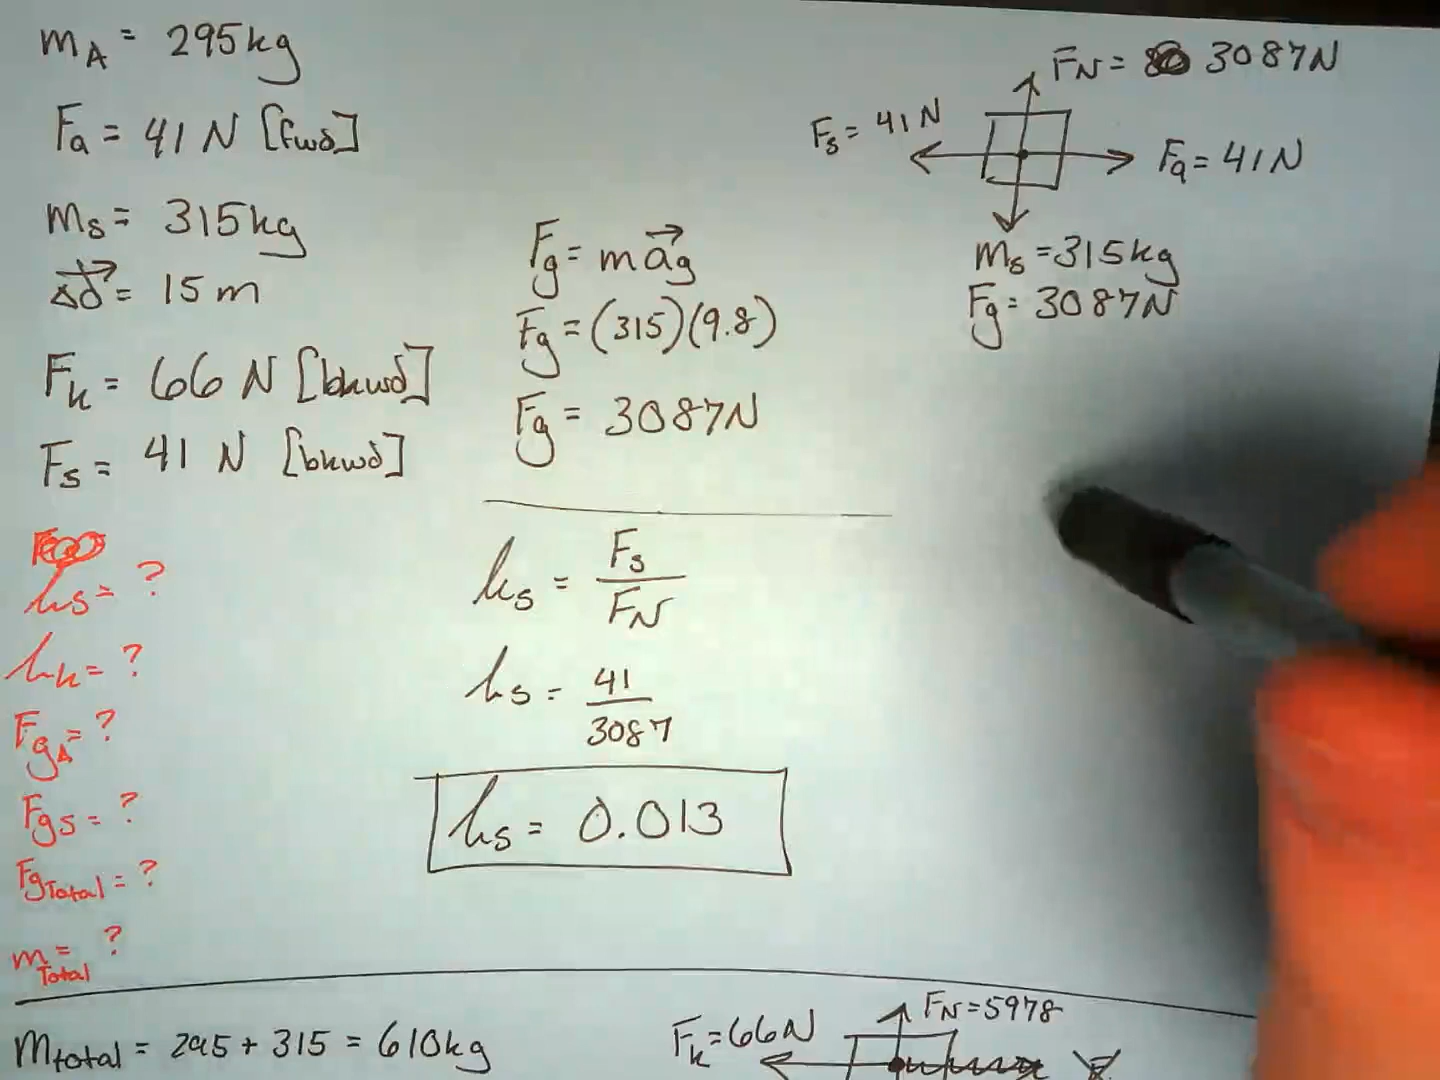 mA = 295kg
Fa = 41 N [fwd]
ms = 315kg
Δd = 15 m
Fk = 66 N [bkwd]
Fs = 41 N [bkwd]
μs = ?
μk = ?
FgA = ?
Fgs = ?
FgTotal = ?
mTotal = ?
Fg = mag
Fg = (315)(9.8)
Fg = 3087N
μs = Fs / FN
μs = 41 / 3087
μs = 0.013
FN = 3087N
Fs = 41 N
Fa = 41N
ms = 315kg
Fg = 3087N
mtotal = 295 + 315 = 610kg
Fk = 66N
FN = 5978